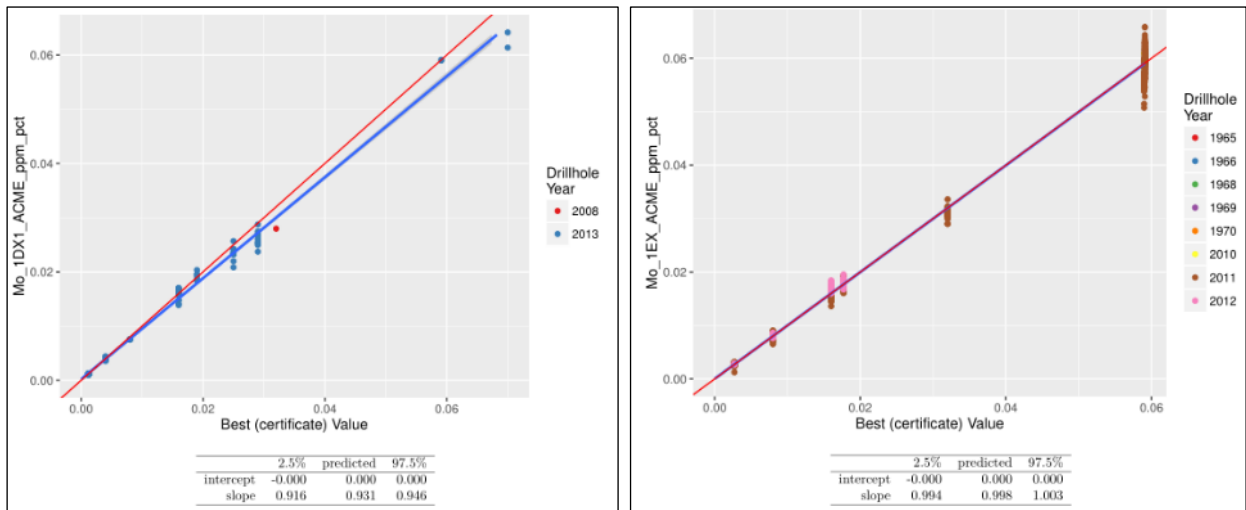 Mo_1DX1_ACME_ppm_pct
0.06
0.04
0.02
0.00
0.00 0.02 0.04 0.06
Best (certificate) Value
Drillhole
Year
2008
2013
2.5% predicted 97.5%
intercept -0.000 0.000 0.000
slope 0.916 0.931 0.946
Mo_1EX_ACME_ppm_pct
0.06
0.04
0.02
0.00
0.00 0.02 0.04 0.06
Best (certificate) Value
Drillhole
Year
1965
1966
1968
1969
1970
2010
2011
2012
2.5% predicted 97.5%
intercept -0.000 0.000 0.000
slope 0.994 0.998 1.003